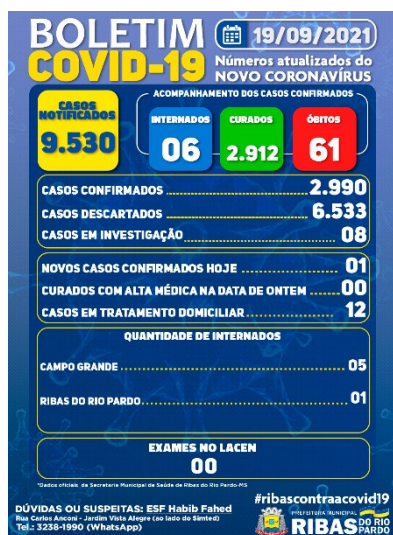 BOLETIM
19/09/2021
COVID-19
Números atualizados do
NOVO CORONAVÍRUS
CASOS
NOTIFICADOS
9.530
ACOMPANHAMENTO DOS CASOS CONFIRMADOS
INTERNADOS
06
CURADOS
2.912
ÓBITOS
61
CASOS CONFIRMADOS 2.990
CASOS DESCARTADOS 6.533
CASOS EM INVESTIGAÇÃO 08
NOVOS CASOS CONFIRMADOS HOJE 01
CURADOS COM ALTA MÉDICA NA DATA DE ONTEM 00
CASOS EM TRATAMENTO DOMICILIAR 12
QUANTIDADE DE INTERNADOS
CAMPO GRANDE 05
RIBAS DO RIO PARDO 01
EXAMES NO LACEN
00
*Dados oficiais da Secretaria Municipal de Saúde de Ribas do Rio Pardo-MS
#ribascontraacovid19
DÚVIDAS OU SUSPEITAS: ESF Habib Fahed
Rua Carlos Anconi - Jardim Vista Alegre (ao lado do Simted)
Tel.: 3238-1990 (WhatsApp)
PREFEITURA MUNICIPAL
RIBAS DO RIO
PARDO